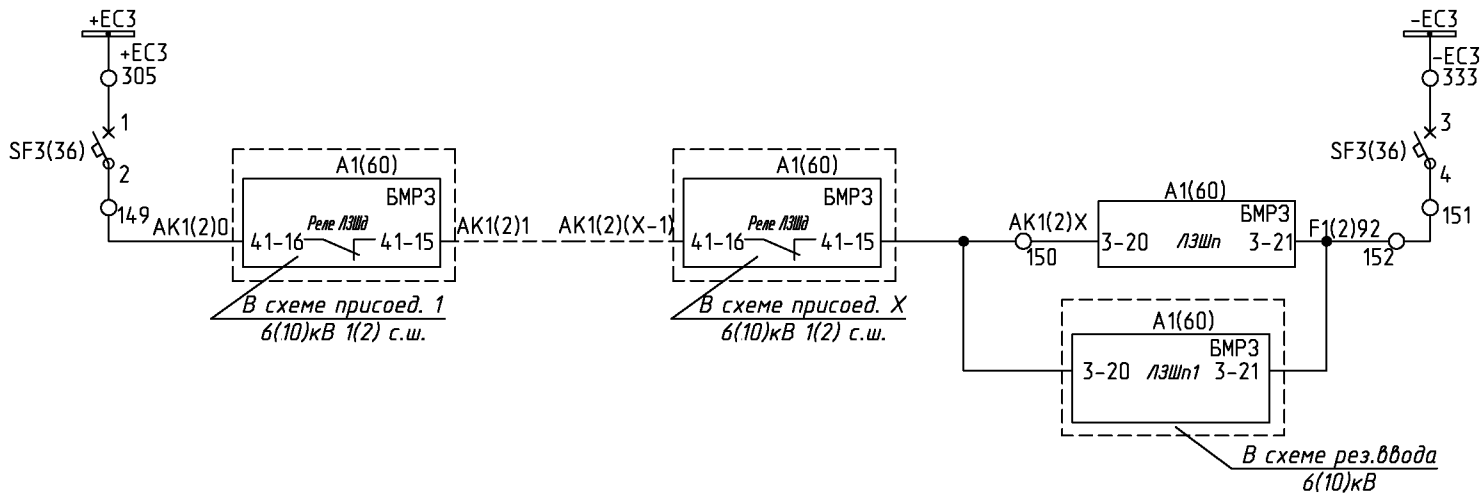 +EC3
+EC3
305
1
SF3(36)
2
149
AK1(2)0
A1(60)
БМРЗ
41-16
Реле ЛЗШд
41-15
AK1(2)1
В схеме присоед. 1
6(10)кВ 1(2) с.ш.
AK1(2)(X-1)
A1(60)
БМРЗ
41-16
Реле ЛЗШд
41-15
В схеме присоед. X
6(10)кВ 1(2) с.ш.
AK1(2)X
150
A1(60)
БМРЗ
3-20
ЛЗШп
3-21
F1(2)92
152
A1(60)
БМРЗ
3-20
ЛЗШп1
3-21
В схеме рез.ввода
6(10)кВ
-EC3
-EC3
333
3
SF3(36)
4
151